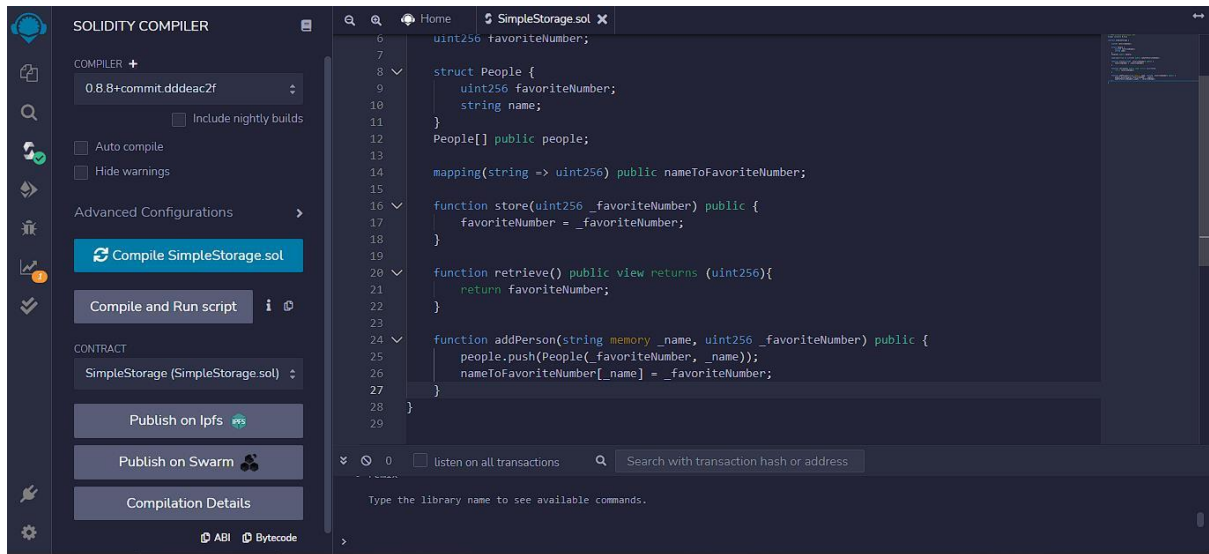 SOLIDITY COMPILER
COMPILER +
0.8.8+commit.dddeac2f
Include nightly builds
Auto compile
Hide warnings
Advanced Configurations
Compile SimpleStorage.sol
Compile and Run script
i
CONTRACT
SimpleStorage (SimpleStorage.sol)
Publish on Ipfs
IPFS
Publish on Swarm
Compilation Details
ABI Bytecode
1
Home SimpleStorage.sol
6 uint256 favoriteNumber;
7
8 struct People {
9 uint256 favoriteNumber;
10 string name;
11 }
12 People[] public people;
13
14 mapping(string => uint256) public nameToFavoriteNumber;
15
16 function store(uint256 _favoriteNumber) public {
17 favoriteNumber = _favoriteNumber;
18 }
19
20 function retrieve() public view returns (uint256){
21 return favoriteNumber;
22 }
23
24 function addPerson(string memory _name, uint256 _favoriteNumber) public {
25 people.push(People(_favoriteNumber, _name));
26 nameToFavoriteNumber[_name] = _favoriteNumber;
27 }
28 }
29
0 listen on all transactions Search with transaction hash or address
Type the library name to see available commands.
>